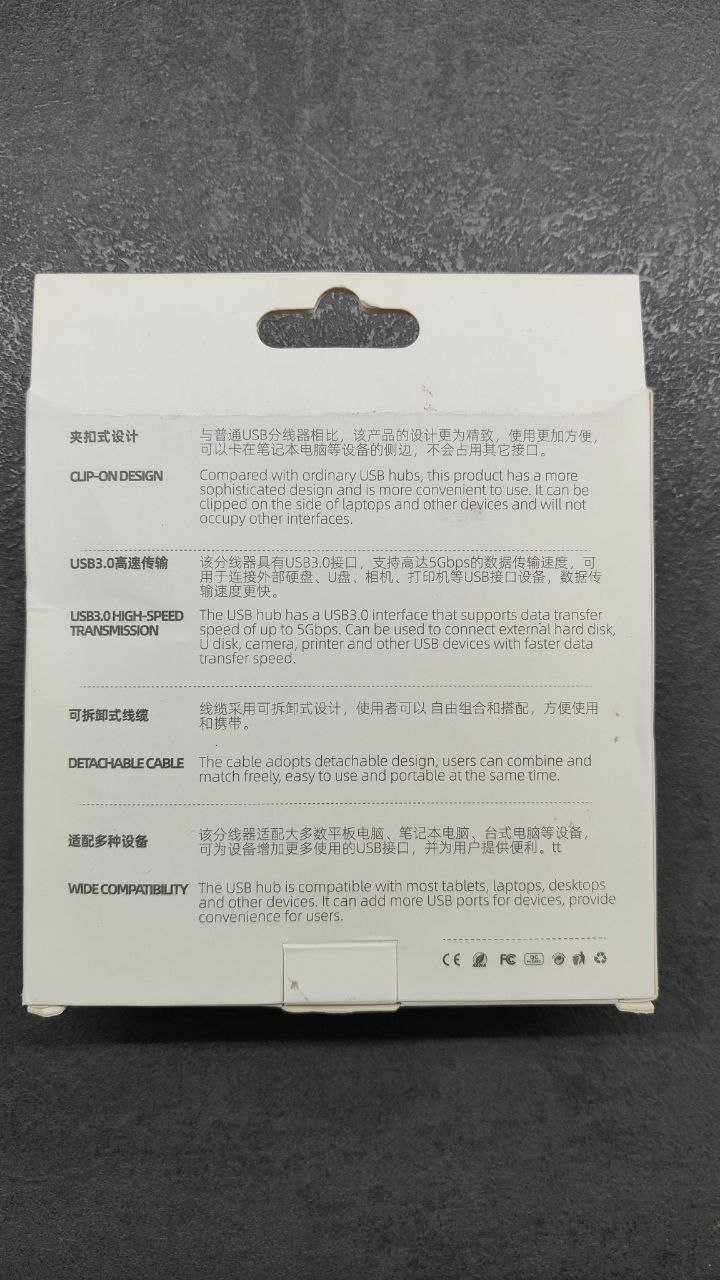 夹扣式设计
与普通USB分线器相比，该产品的设计更为精致，使用更加方便，
可以卡在笔记本电脑等设备的侧边，不会占用其它接口。
CLIP-ON DESIGN
Compared with ordinary USB hubs, this product has a more
sophisticated design and is more convenient to use. It can be
clipped on the side of laptops and other devices and will not
occupy other interfaces.
USB3.0高速传输
该分线器具有USB3.0接口，支持高达5Gbps的数据传输速度，可
用于连接外部硬盘、U盘、相机、打印机等USB接口设备，数据传
输速度更快。
USB3.0 HIGH-SPEED
TRANSMISSION
The USB hub has a USB3.0 interface that supports data transfer
speed of up to 5Gbps. Can be used to connect external hard disk,
U disk, camera, printer and other USB devices with faster data
transfer speed.
可拆卸式线缆
线缆采用可拆卸式设计，使用者可以 自由组合和搭配，方便使用
和携带。
DETACHABLE CABLE
The cable adopts detachable design, users can combine and
match freely, easy to use and portable at the same time.
适配多种设备
该分线器适配大多数平板电脑、笔记本电脑、台式电脑等设备，
可为设备增加更多使用的USB接口，并为用户提供便利。tt
WIDE COMPATIBILITY
The USB hub is compatible with most tablets, laptops, desktops
and other devices. It can add more USB ports for devices, provide
convenience for users.
CE FC